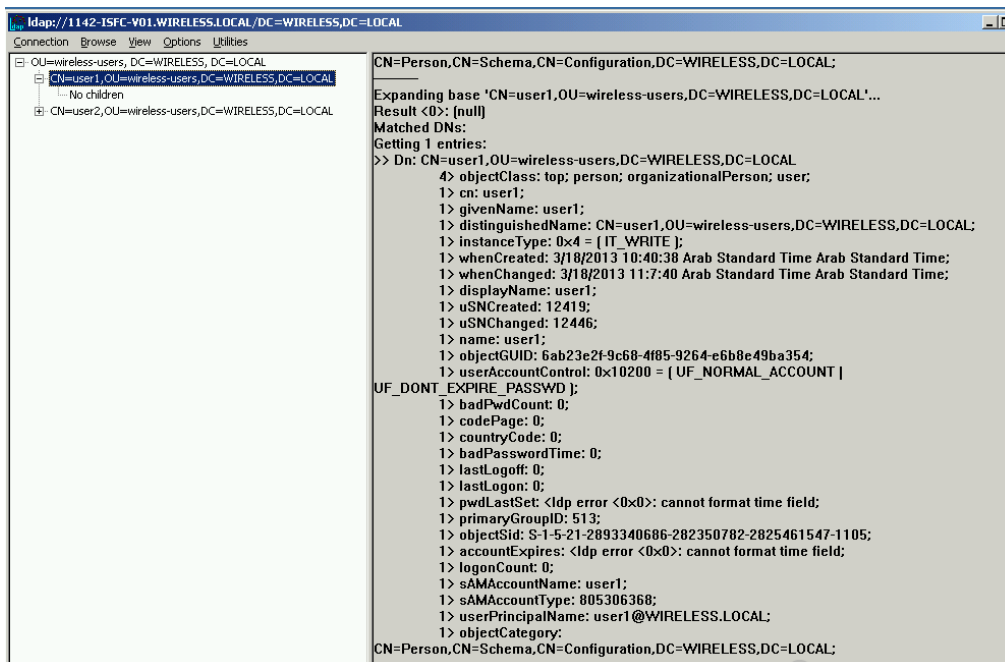 ldap://1142-ISFC-V01.WIRELESS.LOCAL/DC=WIRELESS,DC=LOCAL
Connection Browse View Options Utilities
OU=wireless-users, DC=WIRELESS, DC=LOCAL
CN=user1,OU=wireless-users,DC=WIRELESS,DC=LOCAL
No children
CN=user2,OU=wireless-users,DC=WIRELESS,DC=LOCAL
CN=Person,CN=Schema,CN=Configuration,DC=WIRELESS,DC=LOCAL;
-----------
Expanding base 'CN=user1,OU=wireless-users,DC=WIRELESS,DC=LOCAL'...
Result <0>: (null)
Matched DNs:
Getting 1 entries:
>> Dn: CN=user1,OU=wireless-users,DC=WIRELESS,DC=LOCAL
4> objectClass: top; person; organizationalPerson; user;
1> cn: user1;
1> givenName: user1;
1> distinguishedName: CN=user1,OU=wireless-users,DC=WIRELESS,DC=LOCAL;
1> instanceType: 0x4 = ( IT_WRITE );
1> whenCreated: 3/18/2013 10:40:38 Arab Standard Time Arab Standard Time;
1> whenChanged: 3/18/2013 11:7:40 Arab Standard Time Arab Standard Time;
1> displayName: user1;
1> uSNCreated: 12419;
1> uSNChanged: 12446;
1> name: user1;
1> objectGUID: 6ab23e2f-9c68-4f85-9264-e6b8e49ba354;
1> userAccountControl: 0x10200 = ( UF_NORMAL_ACCOUNT |
UF_DONT_EXPIRE_PASSWD );
1> badPwdCount: 0;
1> codePage: 0;
1> countryCode: 0;
1> badPasswordTime: 0;
1> lastLogoff: 0;
1> lastLogon: 0;
1> pwdLastSet: <ldp error <0x0>: cannot format time field;
1> primaryGroupID: 513;
1> objectSid: S-1-5-21-2893340686-282350782-2825461547-1105;
1> accountExpires: <ldp error <0x0>: cannot format time field;
1> logonCount: 0;
1> sAMAccountName: user1;
1> sAMAccountType: 805306368;
1> userPrincipalName: user1@WIRELESS.LOCAL;
1> objectCategory:
CN=Person,CN=Schema,CN=Configuration,DC=WIRELESS,DC=LOCAL;